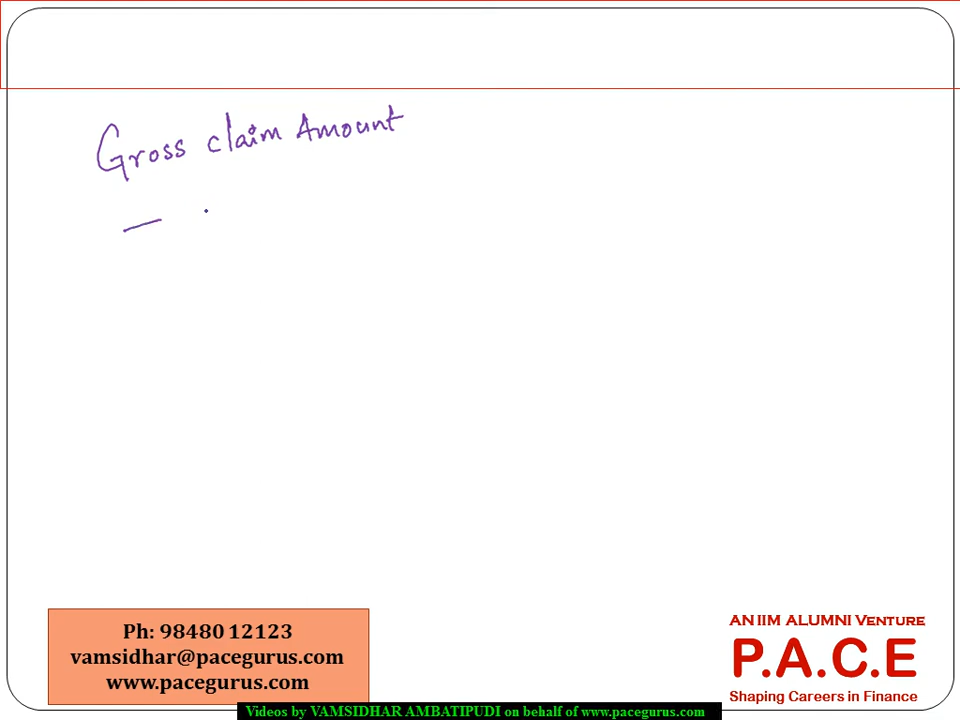 Gross claim Amount
—
Ph: 98480 12123
vamsidhar@pacegurus.com
www.pacegurus.com
AN IIM ALUMNI VENTURE
P.A.C.E
Shaping Careers in Finance
Videos by VAMSIDHAR AMBATIPUDI on behalf of www.pacegurus.com